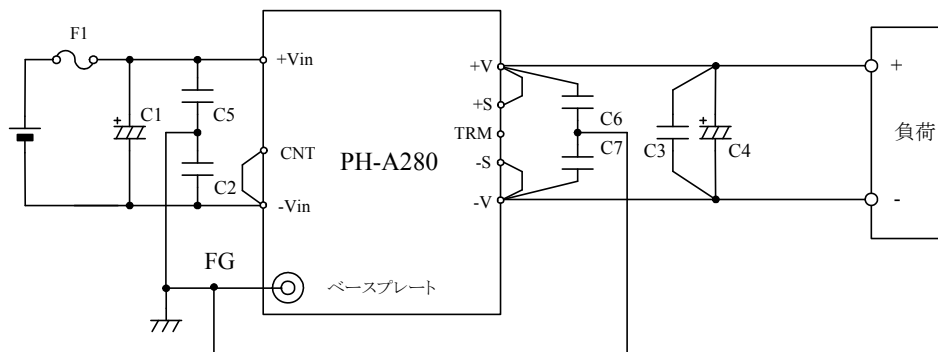 F1
+Vin
C1
C5
C2
CNT
-Vin
PH-A280
FG
ベースプレート
+V
+S
TRM
-S
-V
C6
C7
C3
C4
+
負荷
-
+
+